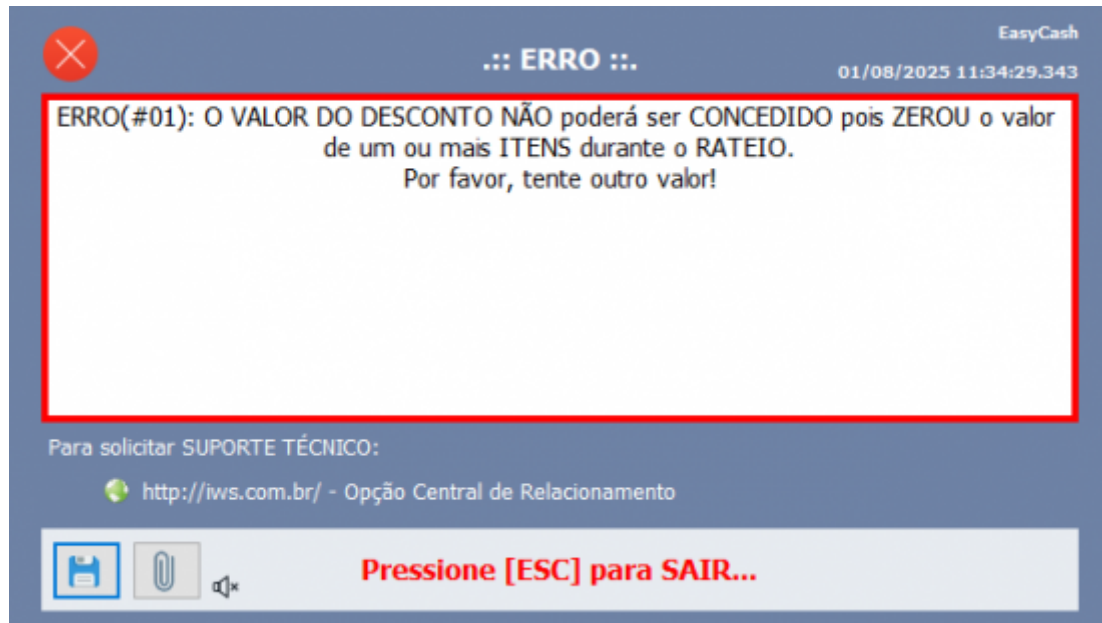 EasyCash
.:: ERRO ::.
01/08/2025 11:34:29.343
ERRO(#01): O VALOR DO DESCONTO NÃO poderá ser CONCEDIDO pois ZEROU o valor
de um ou mais ITENS durante o RATEIO.
Por favor, tente outro valor!
Para solicitar SUPORTE TÉCNICO:
http://iws.com.br/ - Opção Central de Relacionamento
Pressione [ESC] para SAIR...